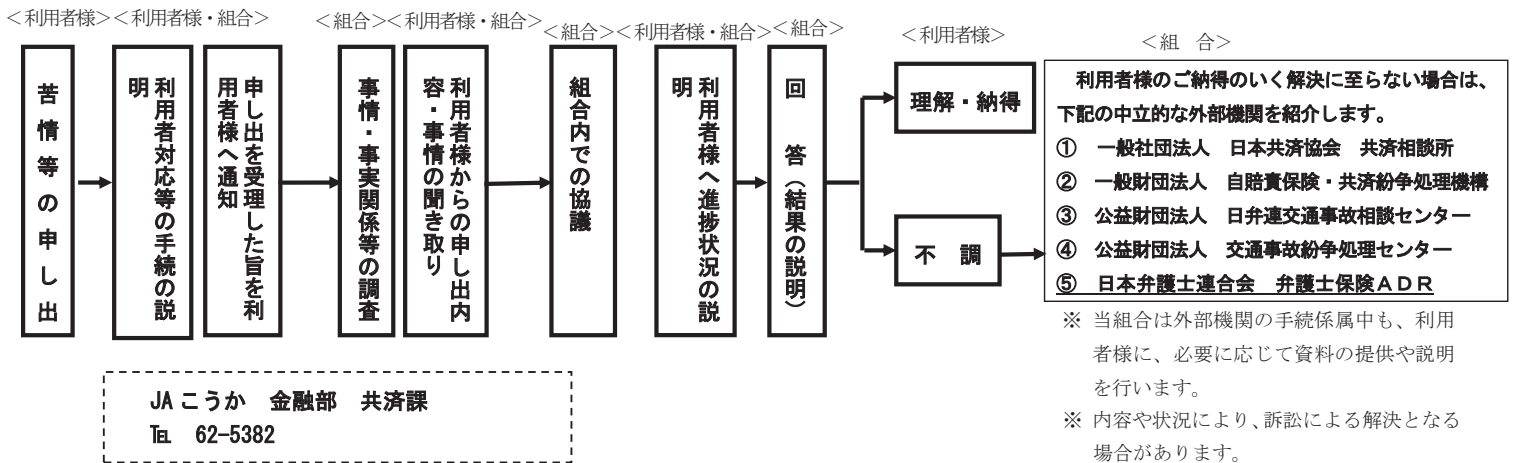 ＜利用者様＞
＜利用者様・組合＞
＜組合＞
＜利用者様・組合＞
＜組合＞
＜利用者様・組合＞
＜組合＞
＜利用者様＞
＜組　合＞
苦情等の申し出
利用者対応等の手続の説
明
申し出を受理した旨を利
用者様へ通知
事情・事実関係等の調査
利用者様からの申し出内
容・事情の聞き取り
組合内での協議
利用者様へ進捗状況の説
明
回　答（結果の説明）
理解・納得
不　調
利用者様のご納得のいく解決に至らない場合は、
下記の中立的な外部機関を紹介します。
①　一般社団法人　日本共済協会　共済相談所
②　一般財団法人　自賠責保険・共済紛争処理機構
③　公益財団法人　日弁連交通事故相談センター
④　公益財団法人　交通事故紛争処理センター
⑤　日本弁護士連合会　弁護士保険ＡＤＲ
※ 当組合は外部機関の手続係属中も、利用
者様に、必要に応じて資料の提供や説明
を行います。
※ 内容や状況により、訴訟による解決となる
場合があります。
JA こうか　金融部　共済課
℡　62-5382